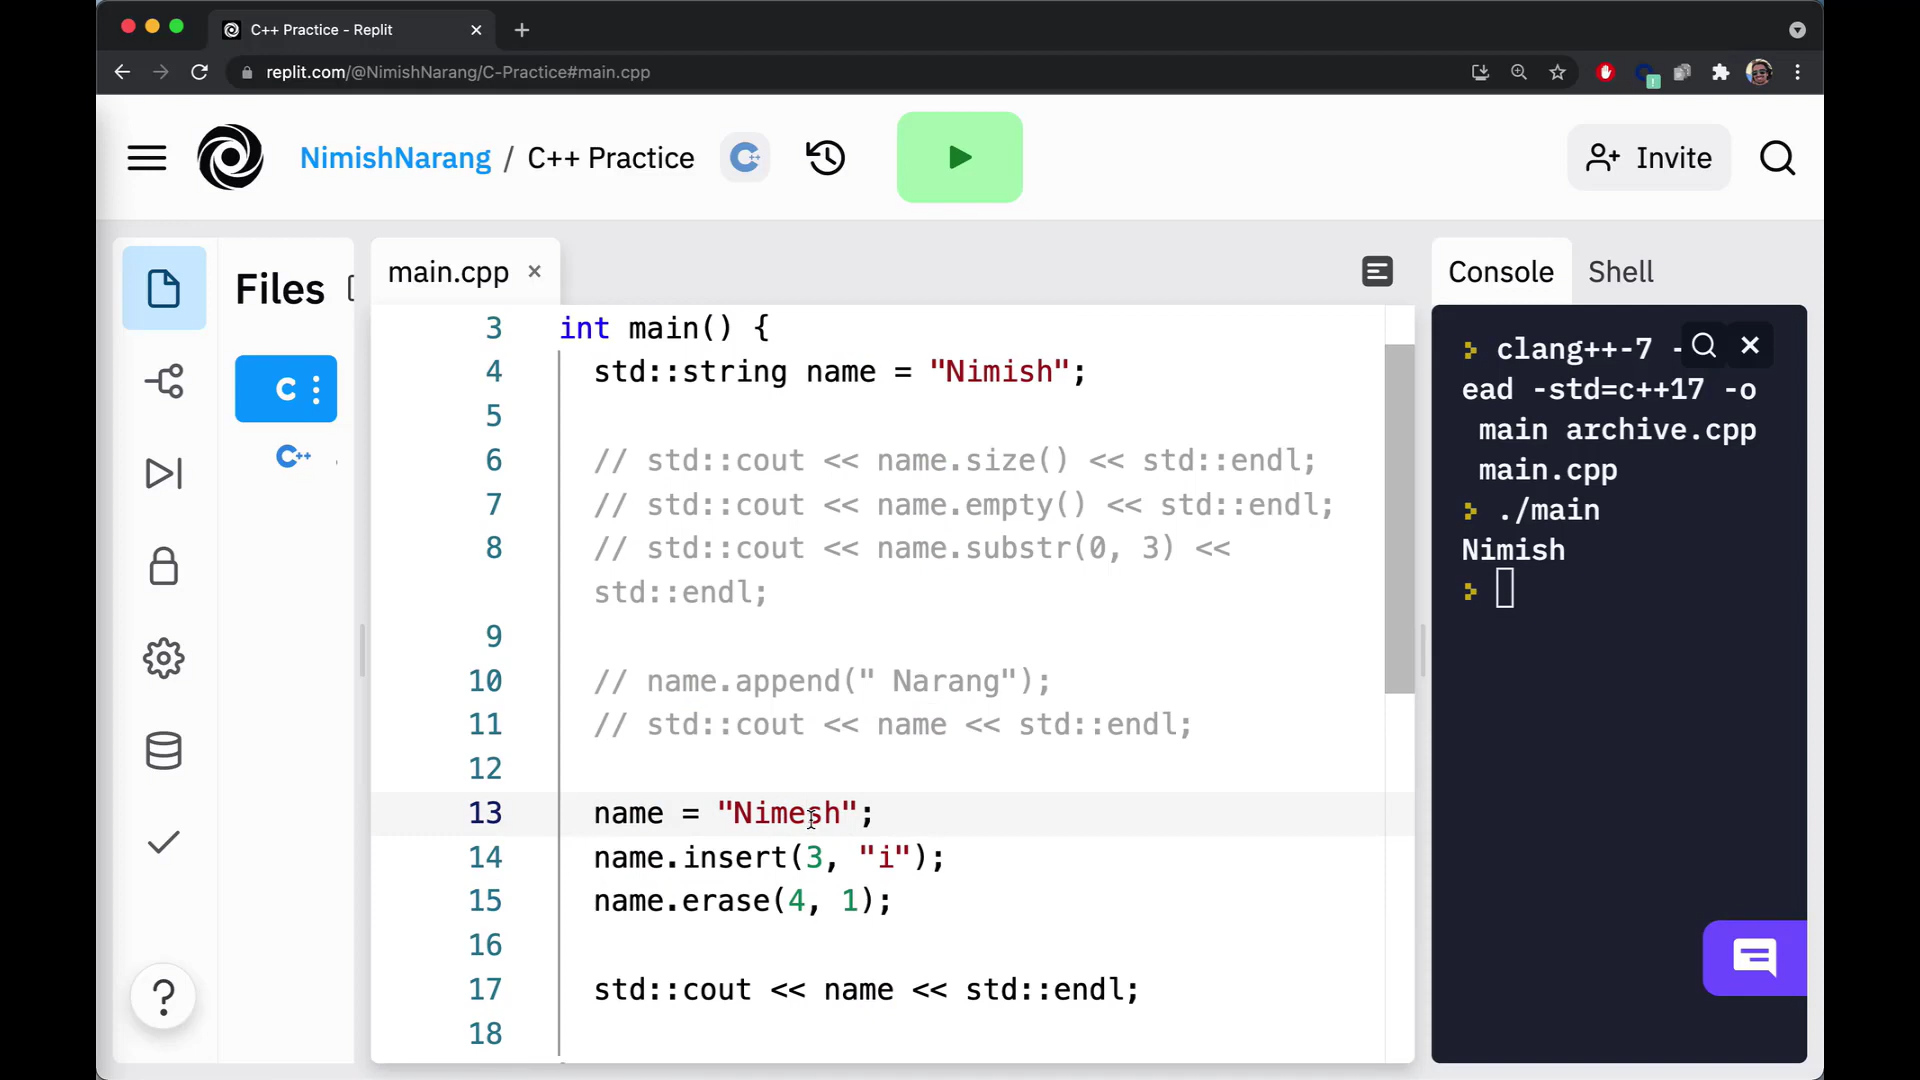 C++ Practice - Replit
replit.com/@NimishNarang/C-Practice#main.cpp
NimishNarang / C++ Practice
Invite
Files
main.cpp
Console
Shell
C
C++
3 int main() {
4 std::string name = "Nimish";
5
6 // std::cout << name.size() << std::endl;
7 // std::cout << name.empty() << std::endl;
8 // std::cout << name.substr(0, 3) <<
std::endl;
9
10 // name.append(" Narang");
11 // std::cout << name << std::endl;
12
13 name = "Nimesh";
14 name.insert(3, "i");
15 name.erase(4, 1);
16
17 std::cout << name << std::endl;
18
clang++-7 -
ead -std=c++17 -o
main archive.cpp
main.cpp
./main
Nimish
?